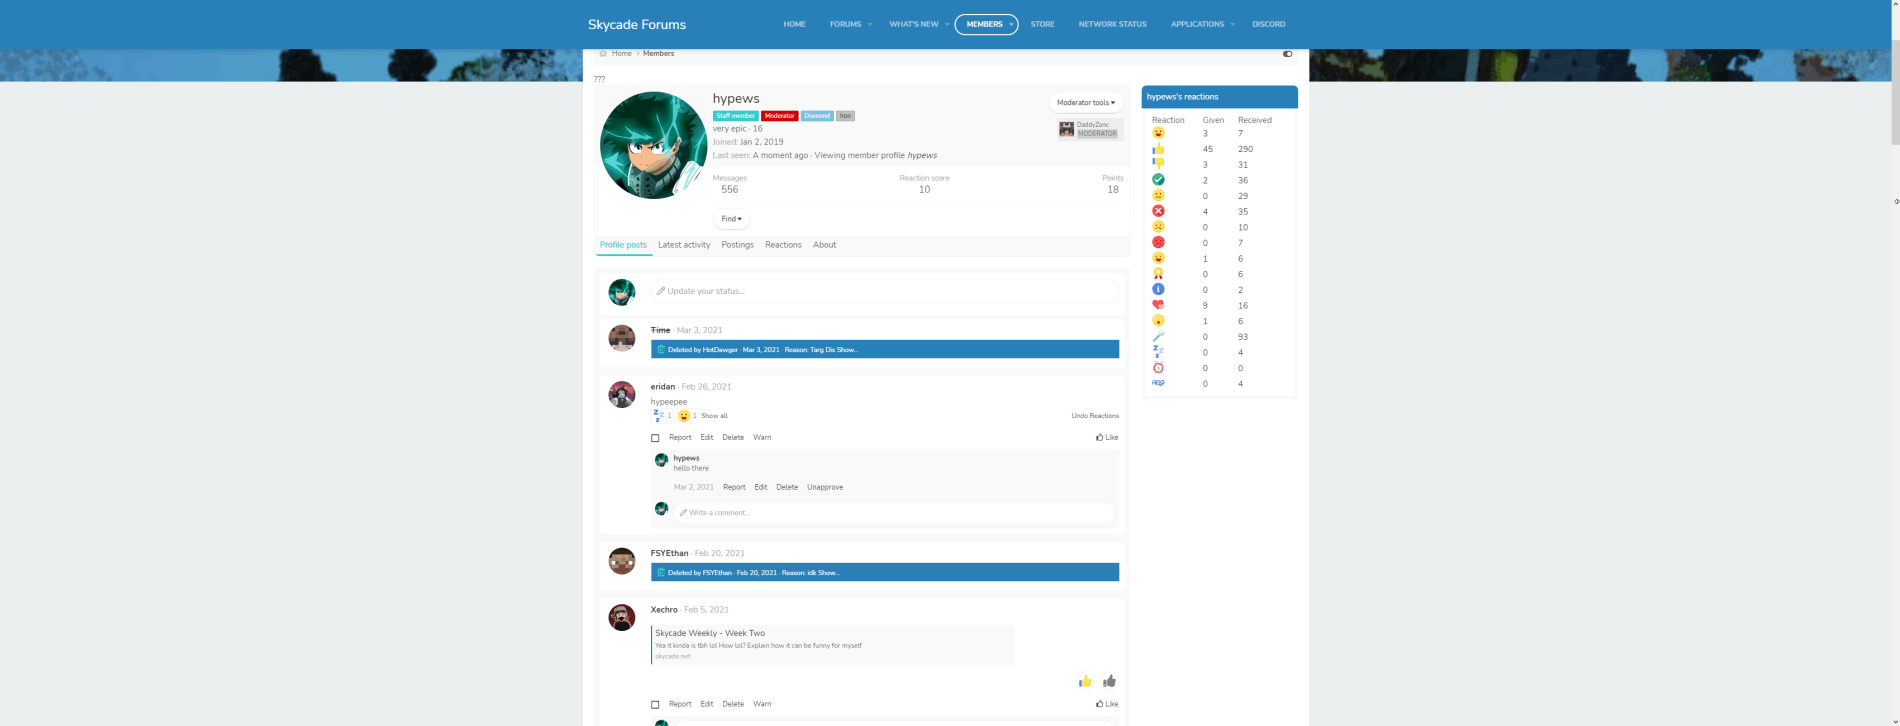 Skycade Forums
HOME FORUMS WHAT'S NEW MEMBERS STORE NETWORK STATUS APPLICATIONS DISCORD
Home > Members
???
hypews
Moderator tools
Staff member Moderator Diamond Iron
DaddyZonc
MODERATOR
very epic · 16
Joined: Jan 2, 2019
Last seen: A moment ago · Viewing member profile hypews
Messages Reaction score Points
556 10 18
Find
Profile posts Latest activity Postings Reactions About
hypews's reactions
Reaction Given Received
3 7
45 290
3 31
2 36
0 29
4 35
0 10
0 7
1 6
0 6
0 2
9 16
1 6
0 93
0 4
0 0
0 4
Update your status...
Time · Mar 3, 2021
Deleted by HotDawger · Mar 3, 2021 · Reason: Targ Dis Show...
eridan · Feb 26, 2021
hypeepee
1 1 Show all Undo Reactions
Report Edit Delete Warn Like
hypews
hello there
Mar 2, 2021 Report Edit Delete Unapprove
Write a comment...
FSYEthan · Feb 20, 2021
Deleted by FSYEthan · Feb 20, 2021 · Reason: idk Show...
Xechro · Feb 5, 2021
Skycade Weekly - Week Two
Yea it kinda is tbh lol How lol? Explain how it can be funny for myself
skycade.net
Report Edit Delete Warn Like